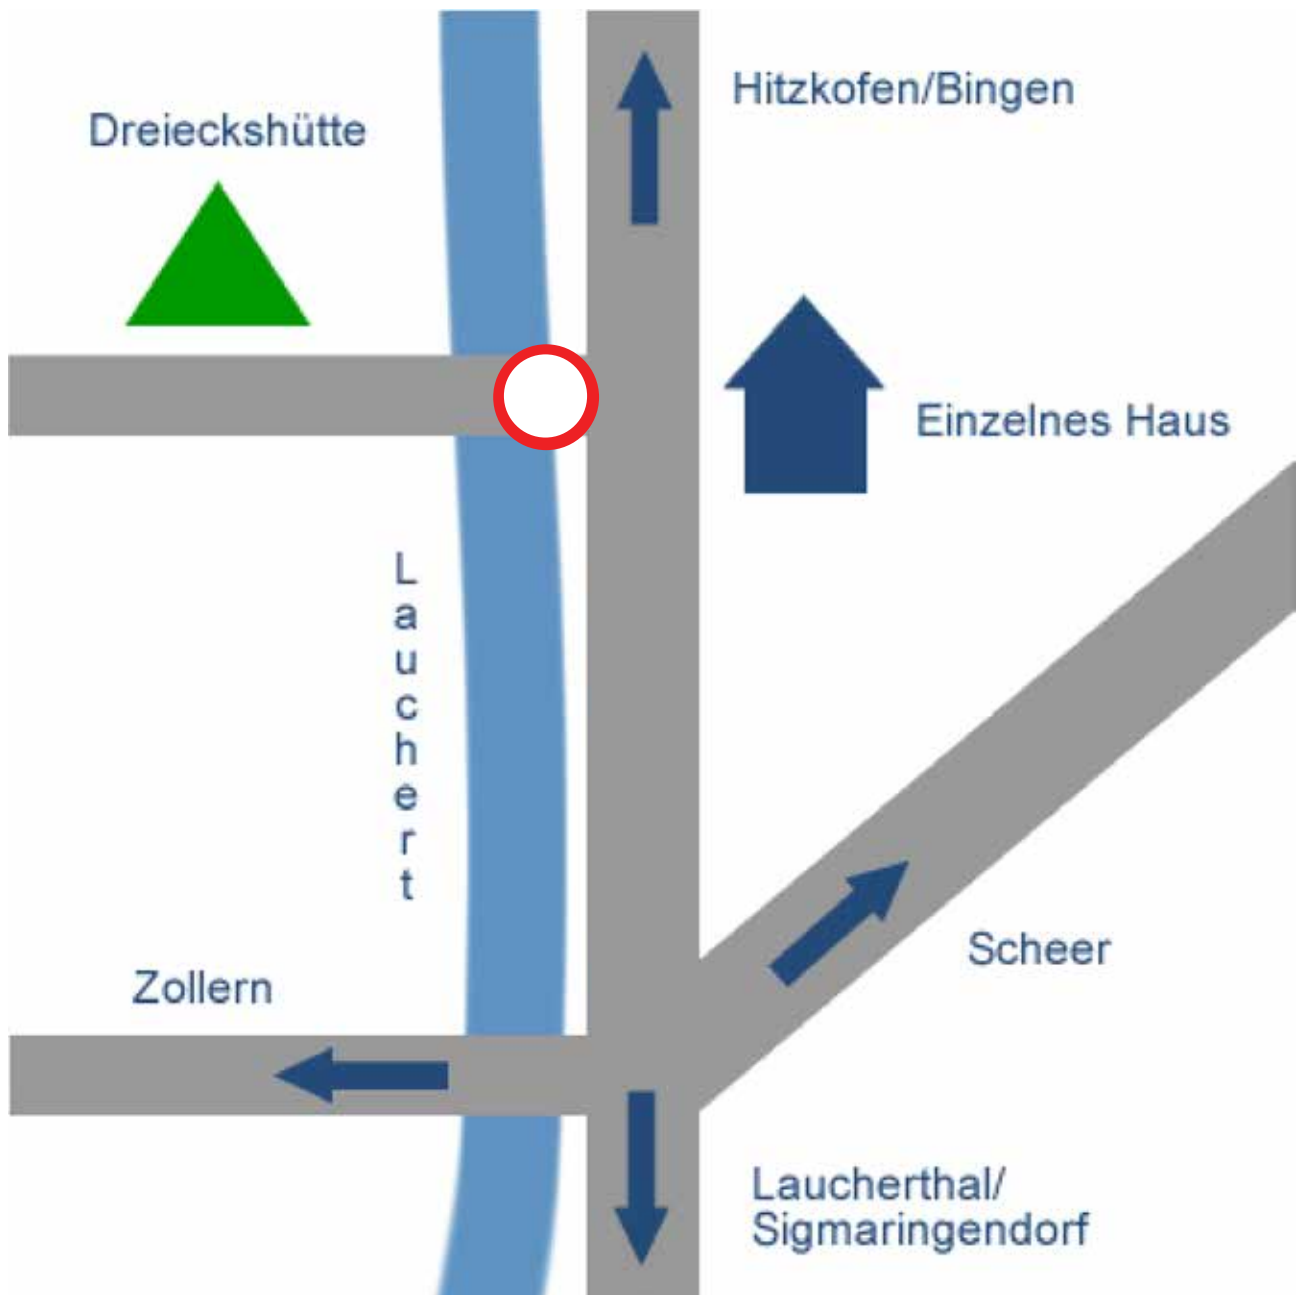 Hitzkofen/Bingen
Dreieckshütte
Einzelnes Haus
Lauchert
Scheer
Zollern
Laucherthal/
Sigmaringendorf